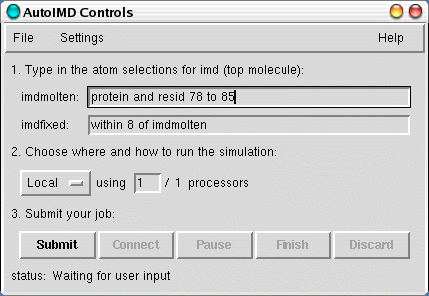 AutoIMD Controls
File Settings Help
1. Type in the atom selections for imd (top molecule):
imdmolten: protein and resid 78 to 85
imdfixed: within 8 of imdmolten
2. Choose where and how to run the simulation:
Local using 1 / 1 processors
3. Submit your job:
Submit Connect Pause Finish Discard
status: Waiting for user input